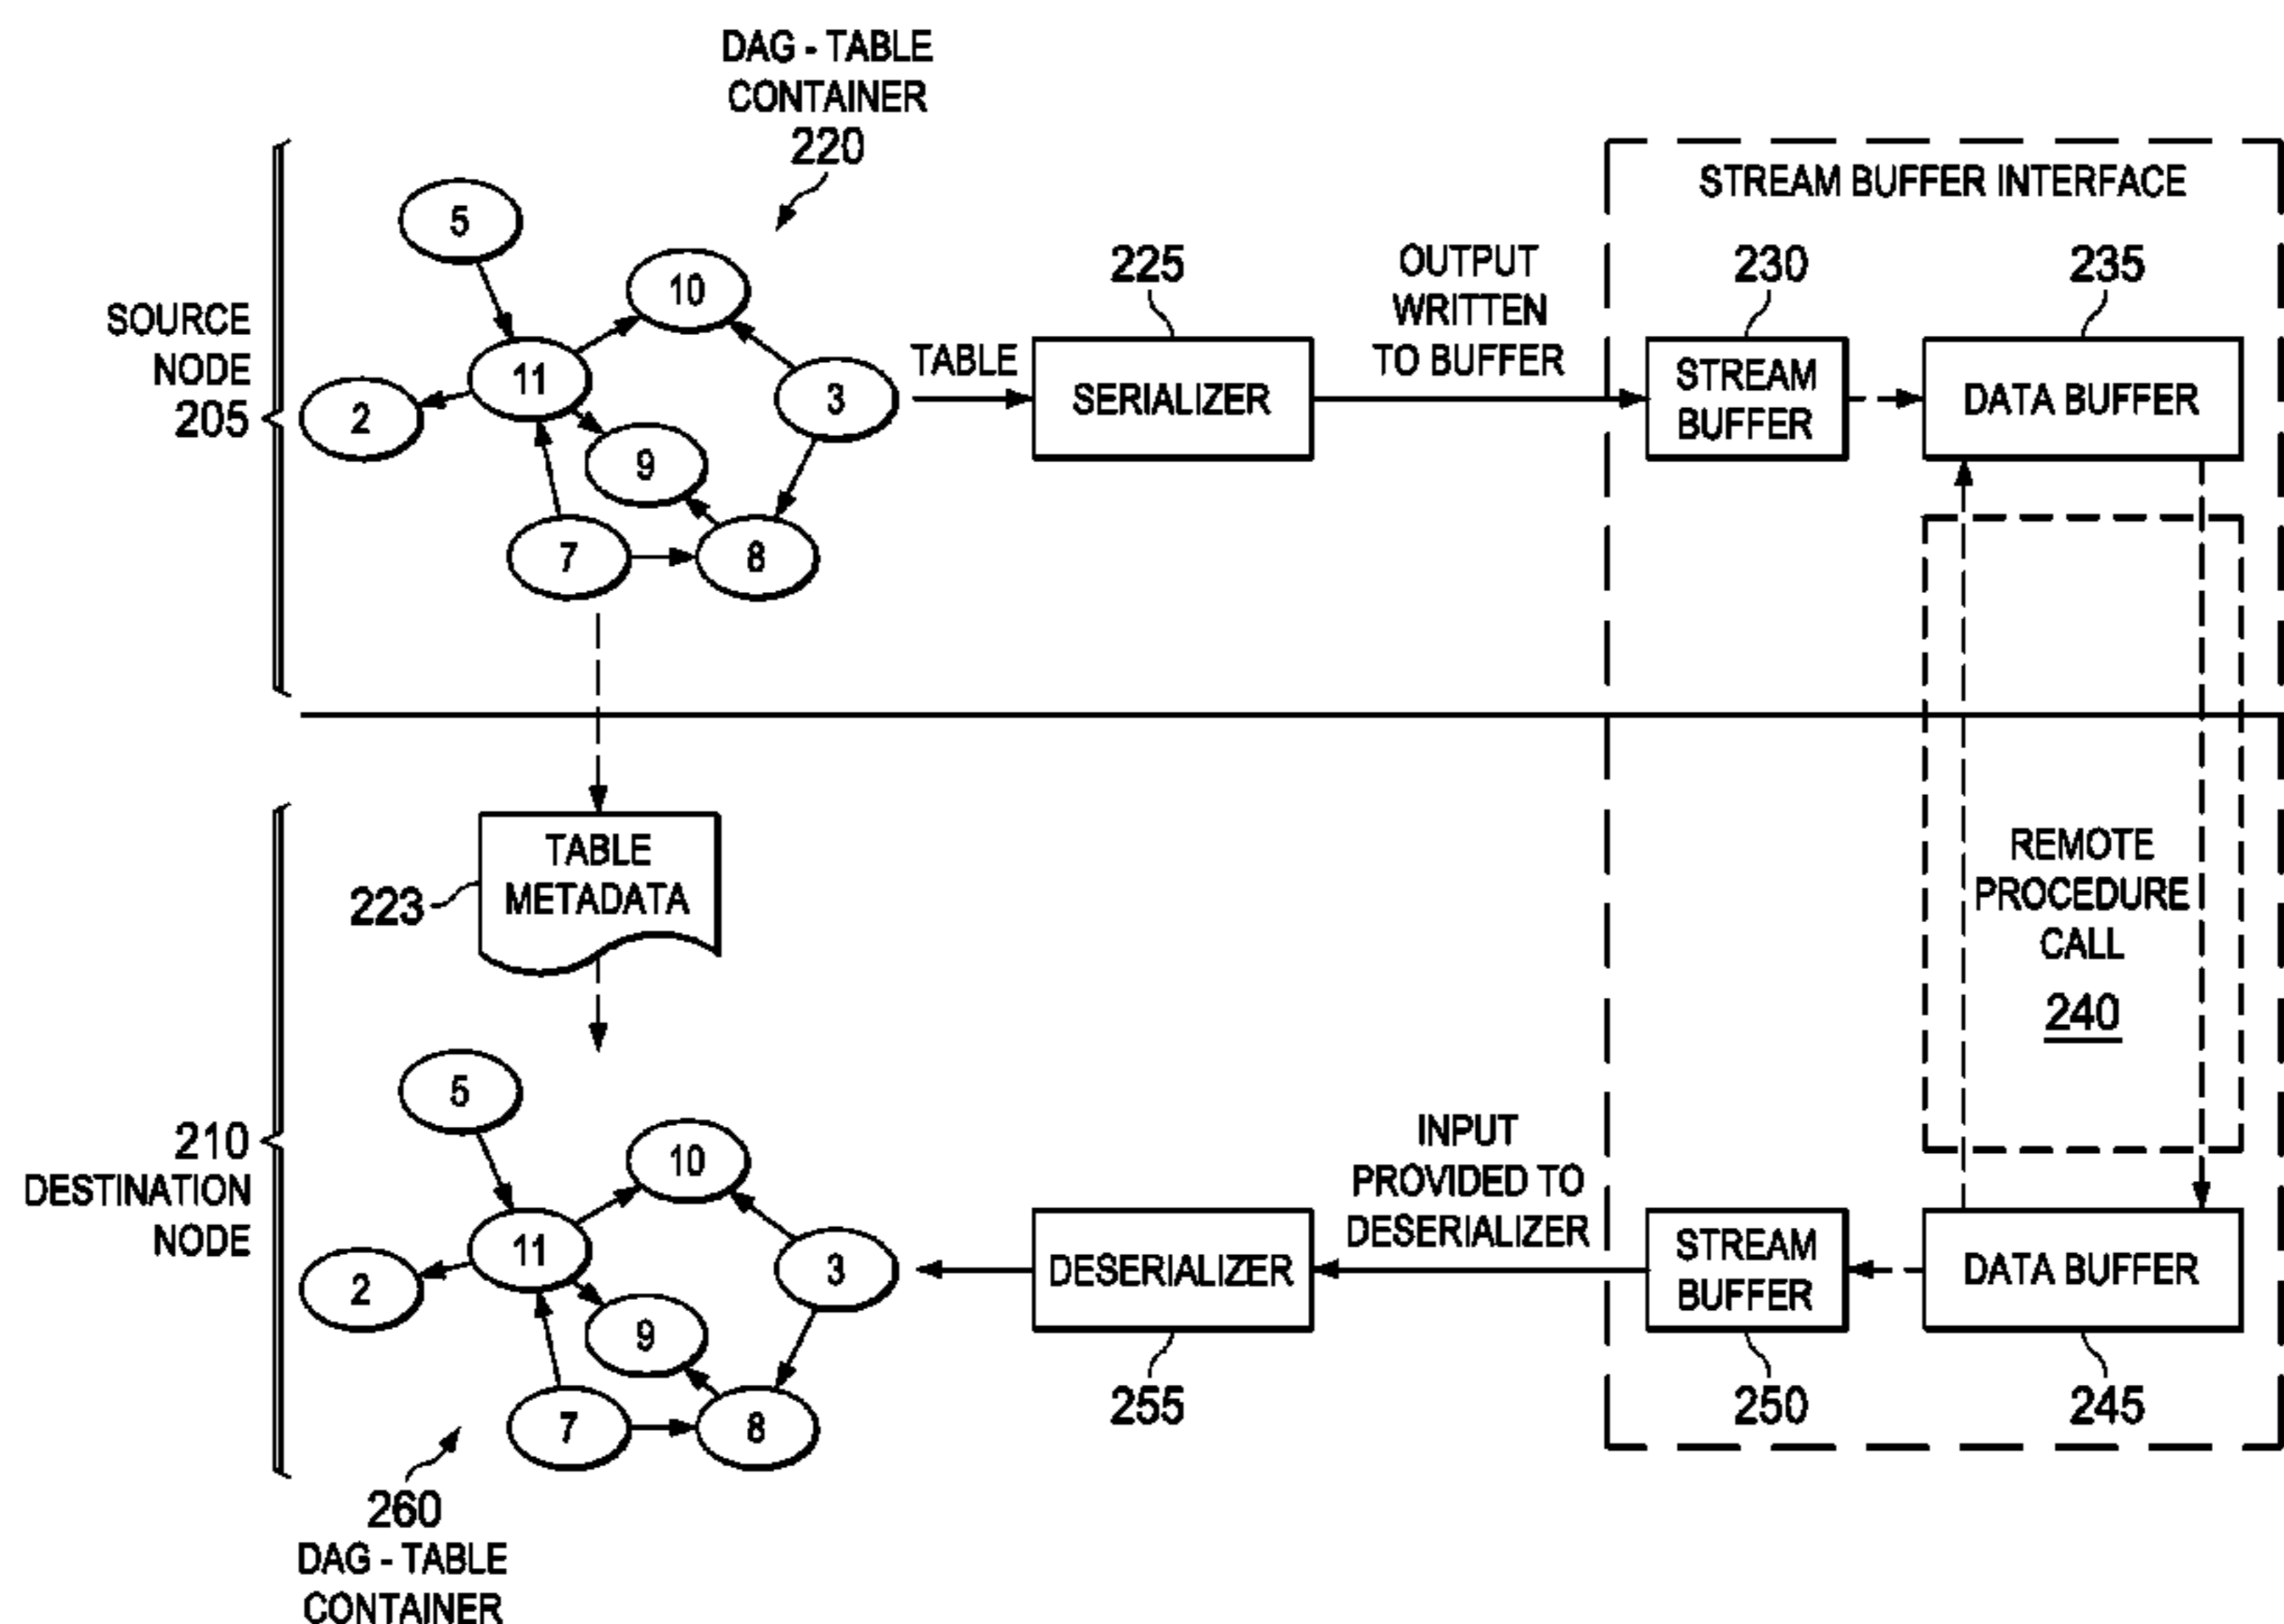 DAG - TABLE
CONTAINER
220
STREAM BUFFER INTERFACE
SOURCE
NODE
205
5
10
11
2
3
9
7
8
TABLE
225
SERIALIZER
OUTPUT
WRITTEN
TO BUFFER
230
STREAM
BUFFER
235
DATA BUFFER
TABLE
METADATA
223
REMOTE
PROCEDURE
CALL
240
210
DESTINATION
NODE
5
10
11
2
3
9
7
8
DESERIALIZER
255
INPUT
PROVIDED TO
DESERIALIZER
STREAM
BUFFER
250
DATA BUFFER
245
260
DAG - TABLE
CONTAINER